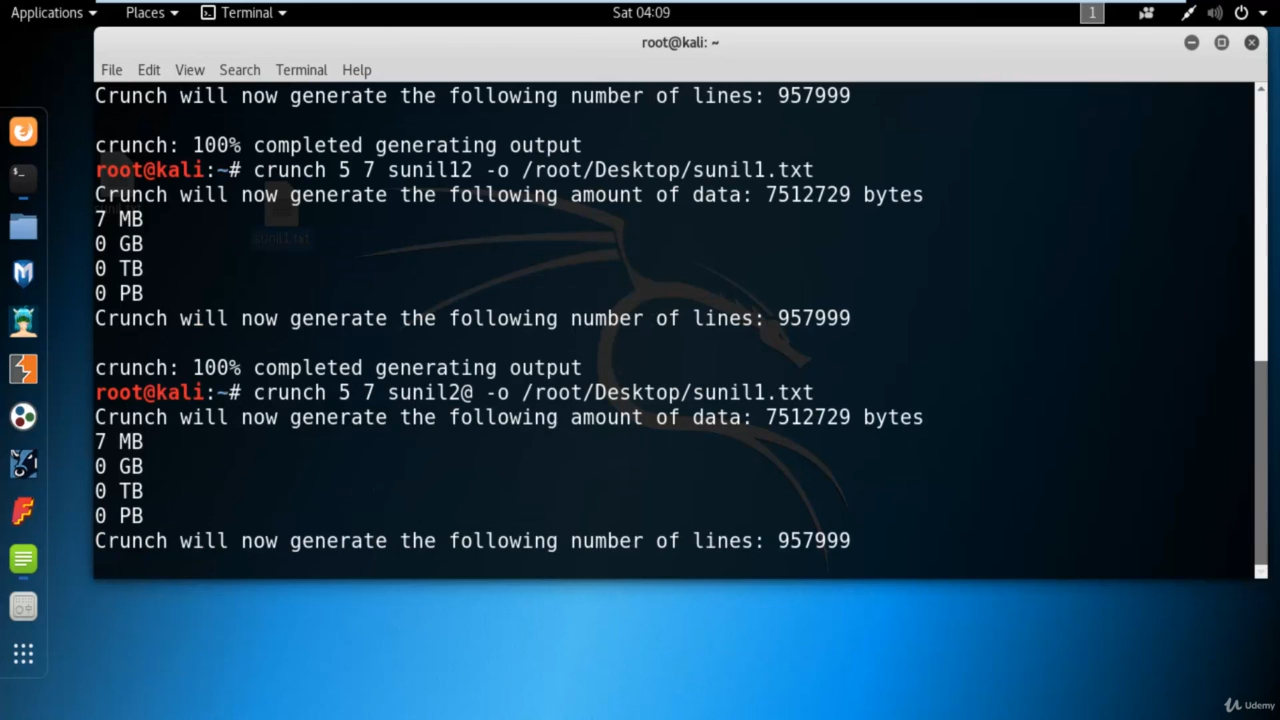 Applications Places Terminal Sat 04:09 1
root@kali: ~
File Edit View Search Terminal Help
Crunch will now generate the following number of lines: 957999
crunch: 100% completed generating output
root@kali:~# crunch 5 7 sunil12 -o /root/Desktop/sunil1.txt
Crunch will now generate the following amount of data: 7512729 bytes
7 MB
0 GB
0 TB
0 PB
Crunch will now generate the following number of lines: 957999
crunch: 100% completed generating output
root@kali:~# crunch 5 7 sunil2@ -o /root/Desktop/sunil1.txt
Crunch will now generate the following amount of data: 7512729 bytes
7 MB
0 GB
0 TB
0 PB
Crunch will now generate the following number of lines: 957999
Udemy